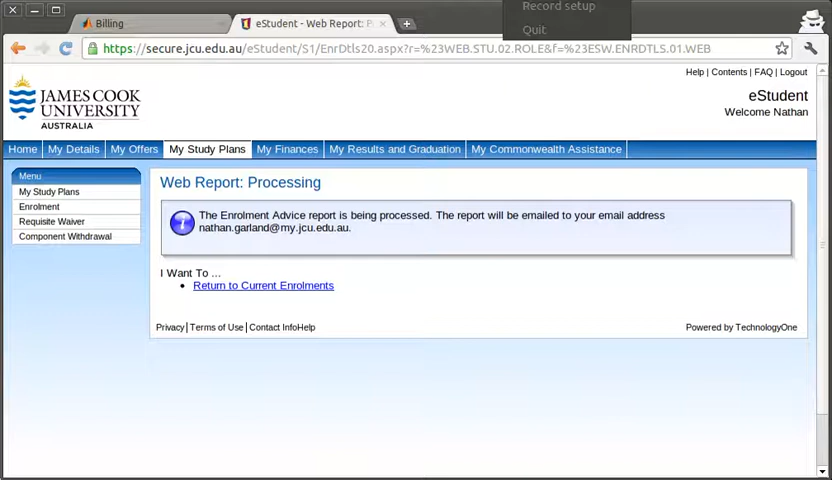 Record setup
Quit
Billing
eStudent - Web Report: P
https://secure.jcu.edu.au/eStudent/S1/EnrDtls20.aspx?r=%23WEB.STU.02.ROLE&f=%23ESW.ENRDTLS.01.WEB
Help | Contents | FAQ | Logout
JAMES COOK
UNIVERSITY
AUSTRALIA
eStudent
Welcome Nathan
Home My Details My Offers My Study Plans My Finances My Results and Graduation My Commonwealth Assistance
Menu
My Study Plans
Enrolment
Requisite Waiver
Component Withdrawal
Web Report: Processing
The Enrolment Advice report is being processed. The report will be emailed to your email address
nathan.garland@my.jcu.edu.au.
I Want To ...
• Return to Current Enrolments
Privacy | Terms of Use | Contact InfoHelp
Powered by TechnologyOne